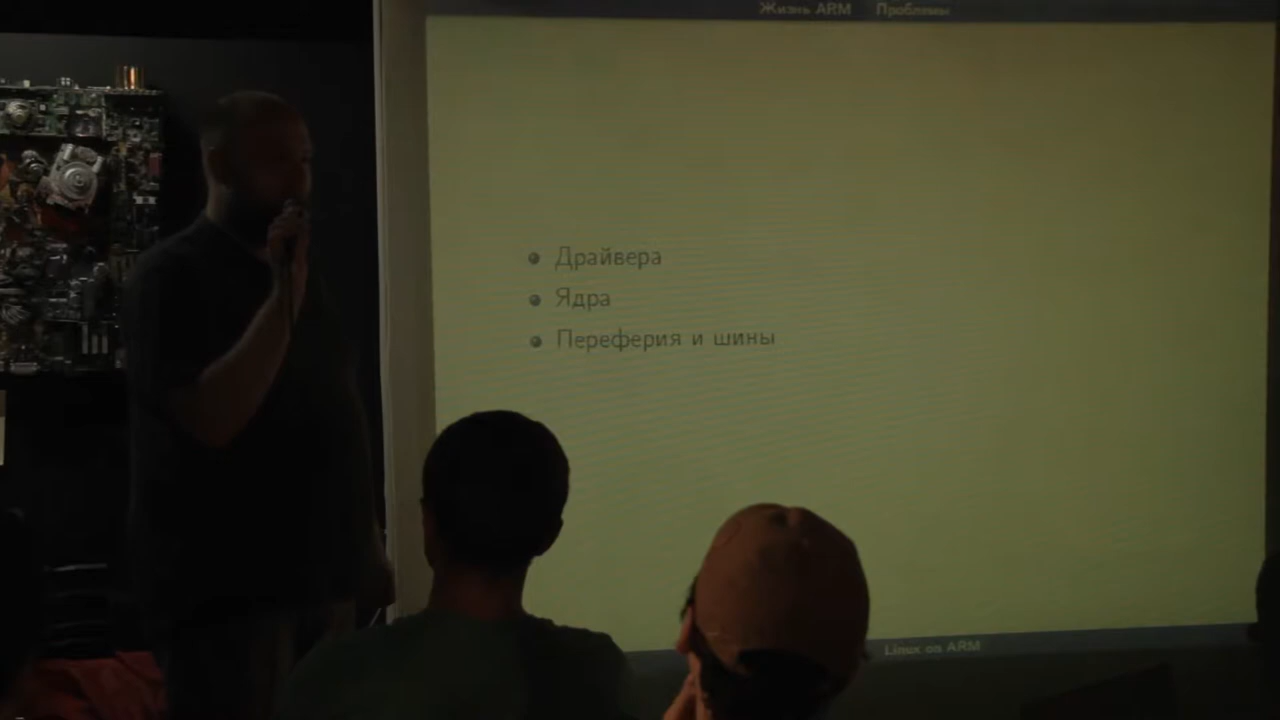 Жизнь ARM Проблемы
Драйвера
Ядра
Переферия и шины
Linux on ARM